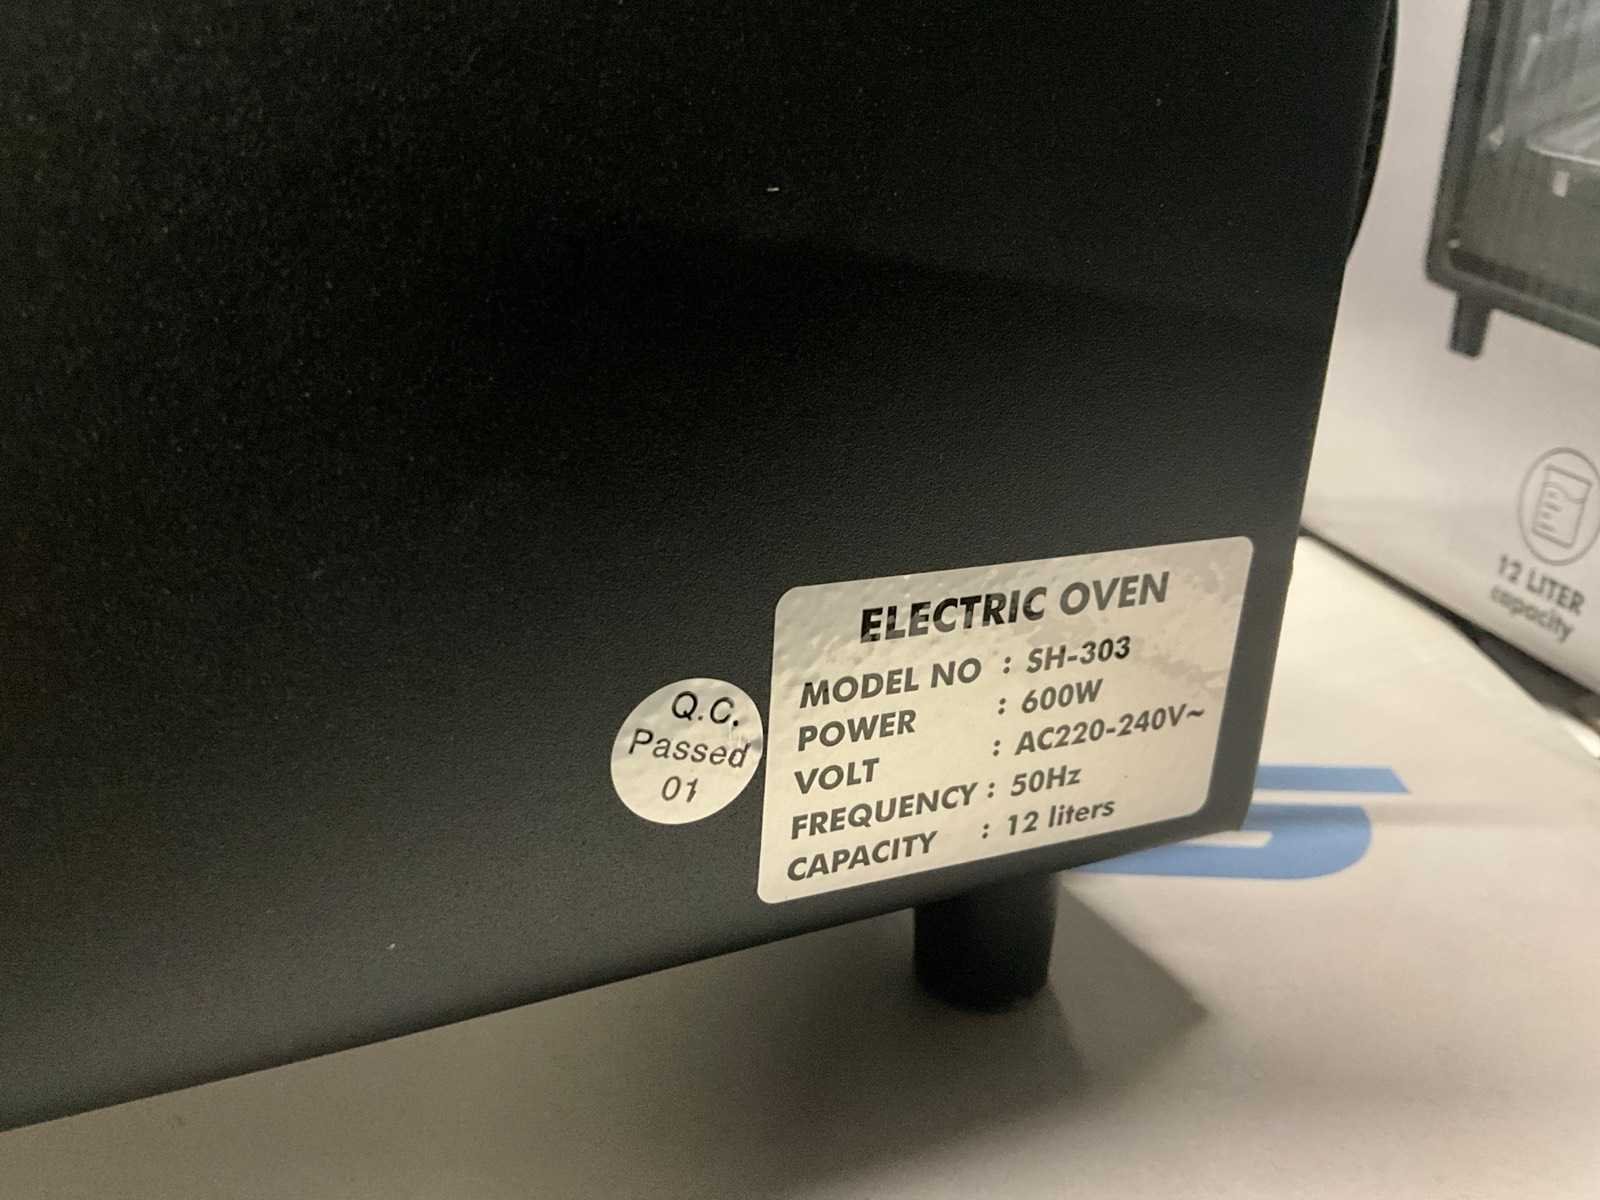 ELECTRIC OVEN
MODEL NO : SH-303
POWER : 600W
VOLT : AC220-240V~
FREQUENCY : 50Hz
CAPACITY : 12 liters
Q.C.
Passed
01
12 LITER
capacity